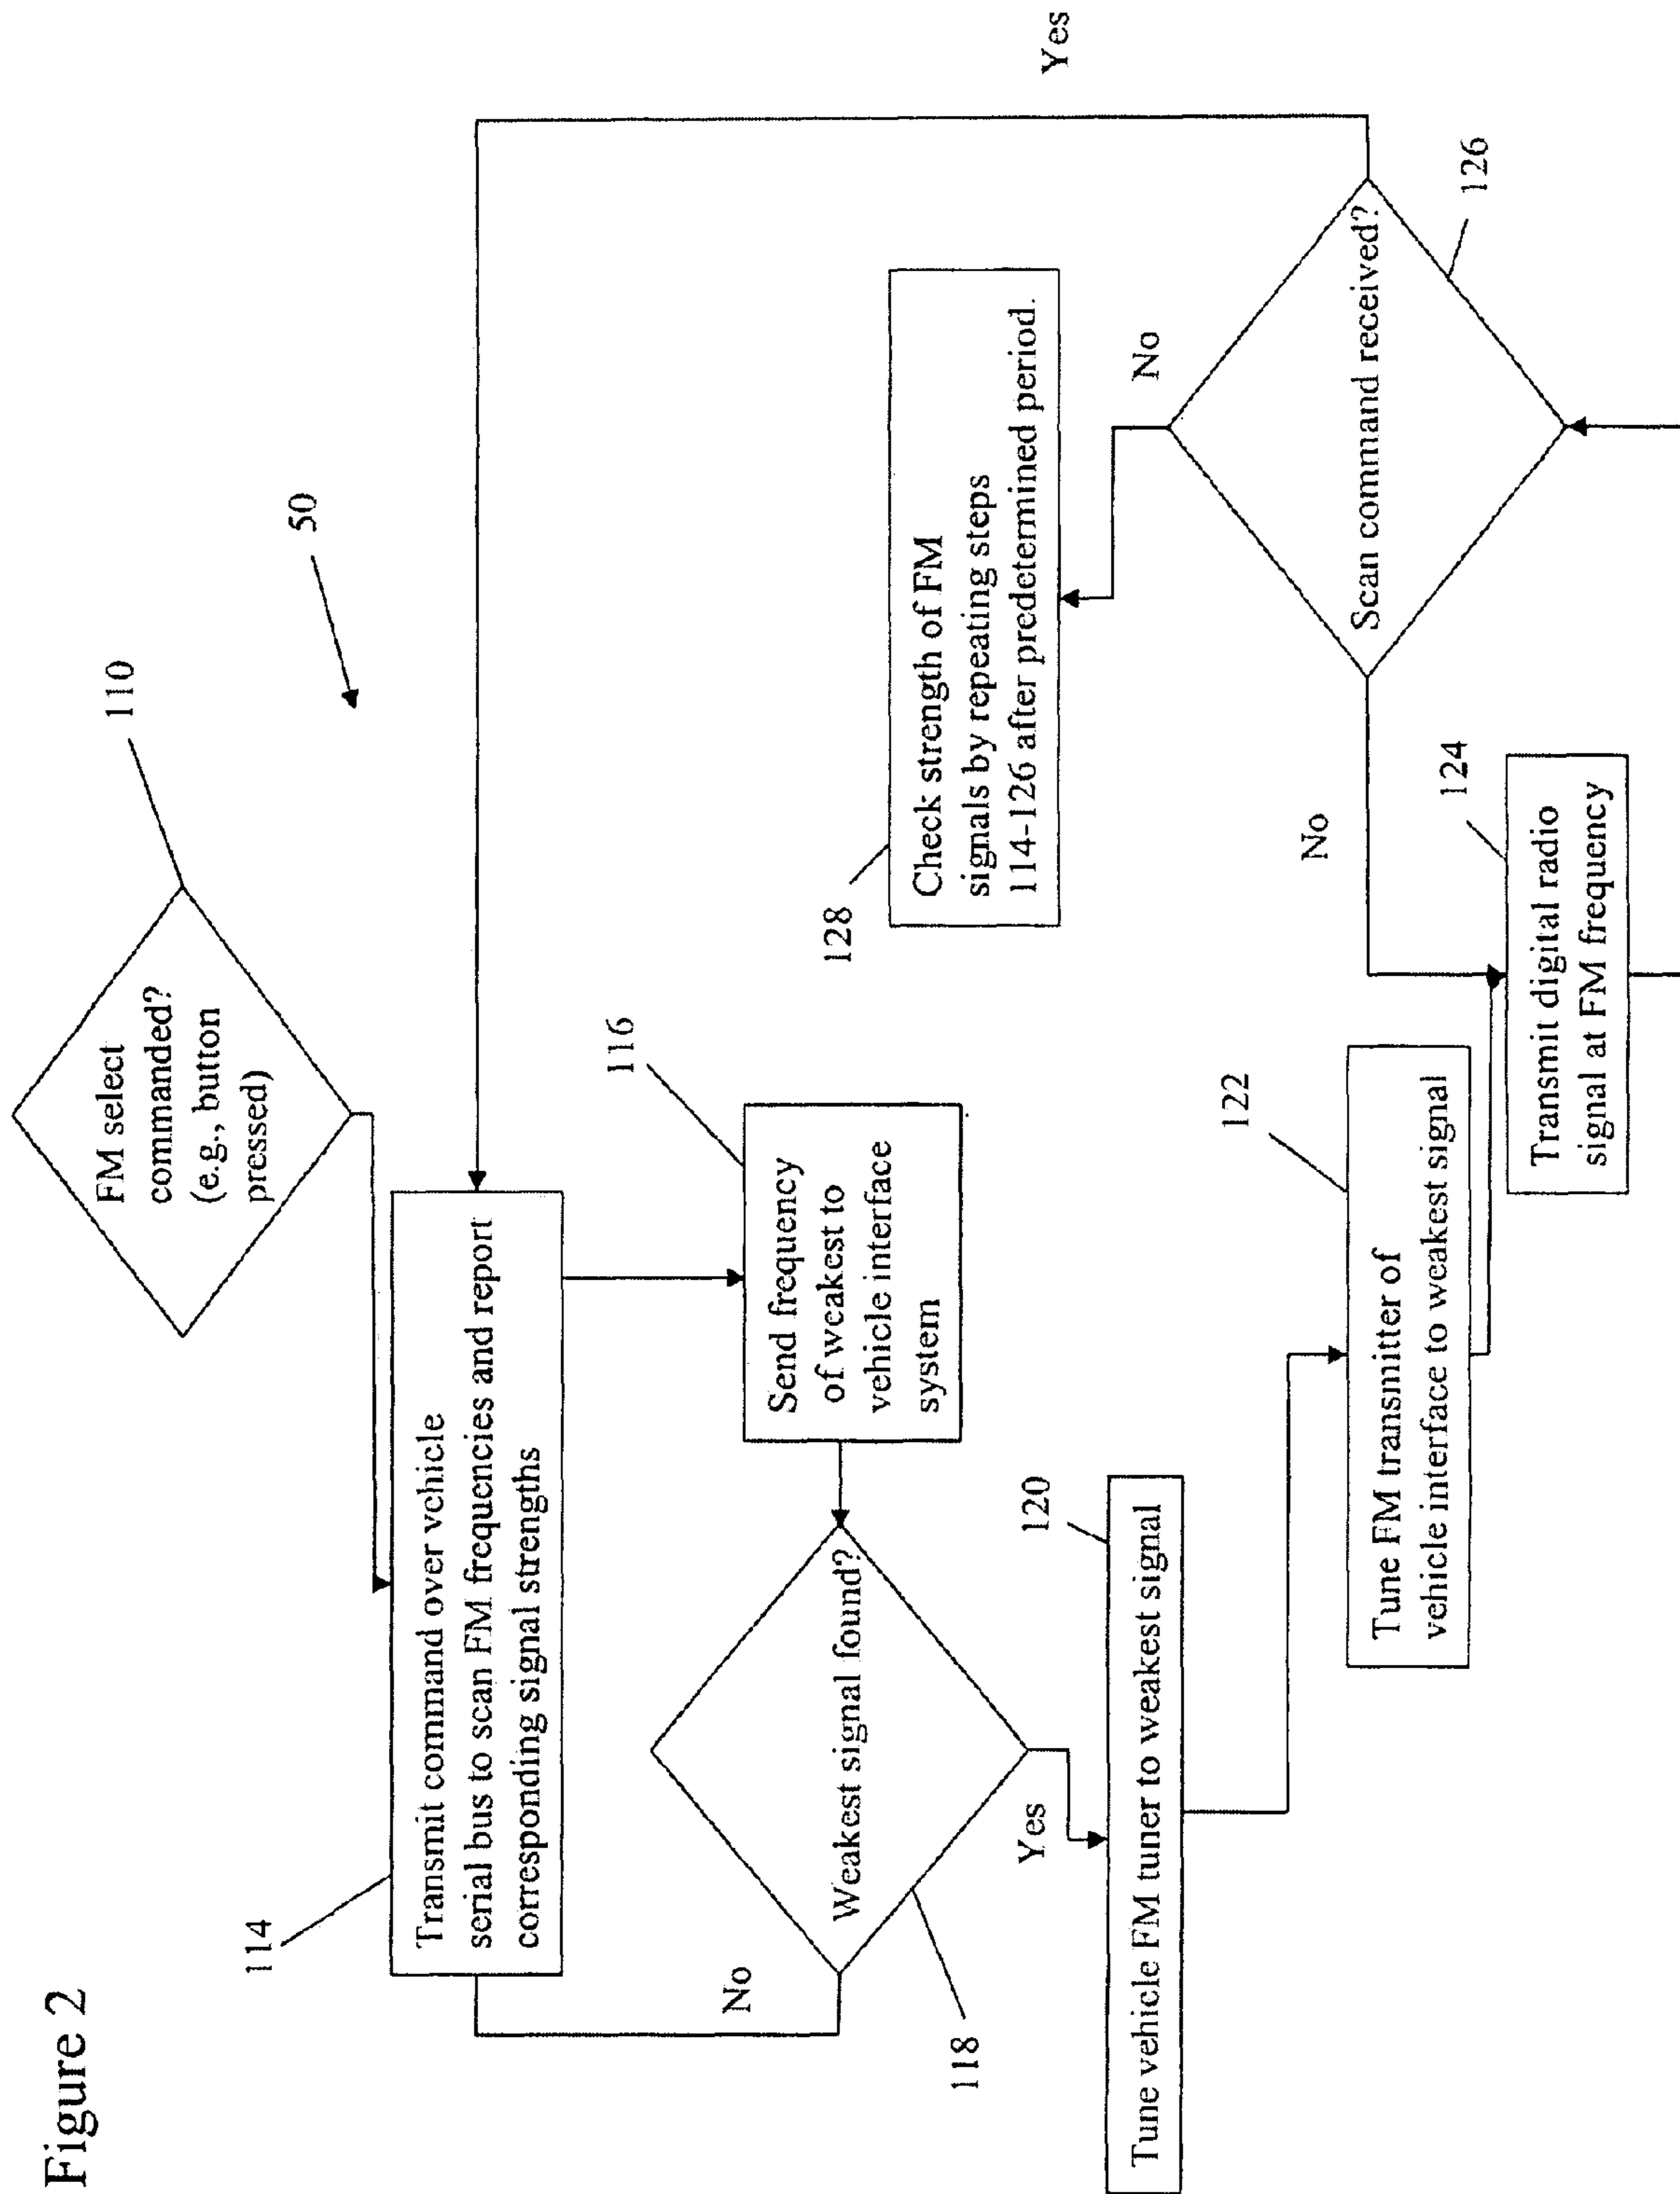 Figure 2
50
110
FM select
commanded?
(e.g., button
pressed)
114
Transmit command over vehicle
serial bus to scan FM frequencies and report
corresponding signal strengths
116
Send frequency
of weakest to
vehicle interface
system
No
Weakest signal found?
118
Yes
120
Tune vehicle FM tuner to weakest signal
122
Tune FM transmitter of
vehicle interface to weakest signal
124
Transmit digital radio
signal at FM frequency
No
Scan command received?
126
Yes
No
128
Check strength of FM
signals by repeating steps
114-126 after predetermined period.